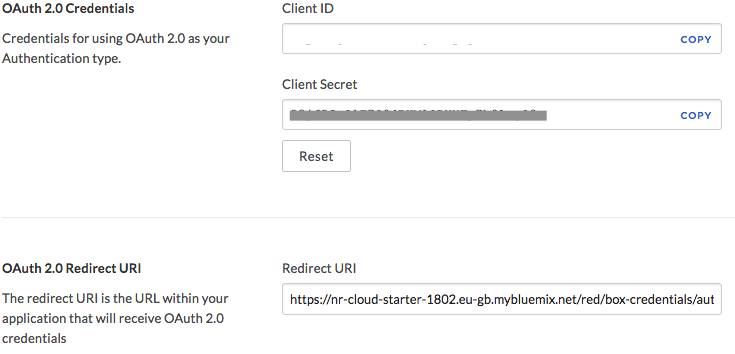 OAuth 2.0 Credentials
Client ID
Credentials for using OAuth 2.0 as your
Authentication type.
COPY
Client Secret
COPY
Reset
OAuth 2.0 Redirect URI
Redirect URI
The redirect URI is the URL within your
application that will receive OAuth 2.0
credentials
https://nr-cloud-starter-1802.eu-gb.mybluemix.net/red/box-credentials/aut